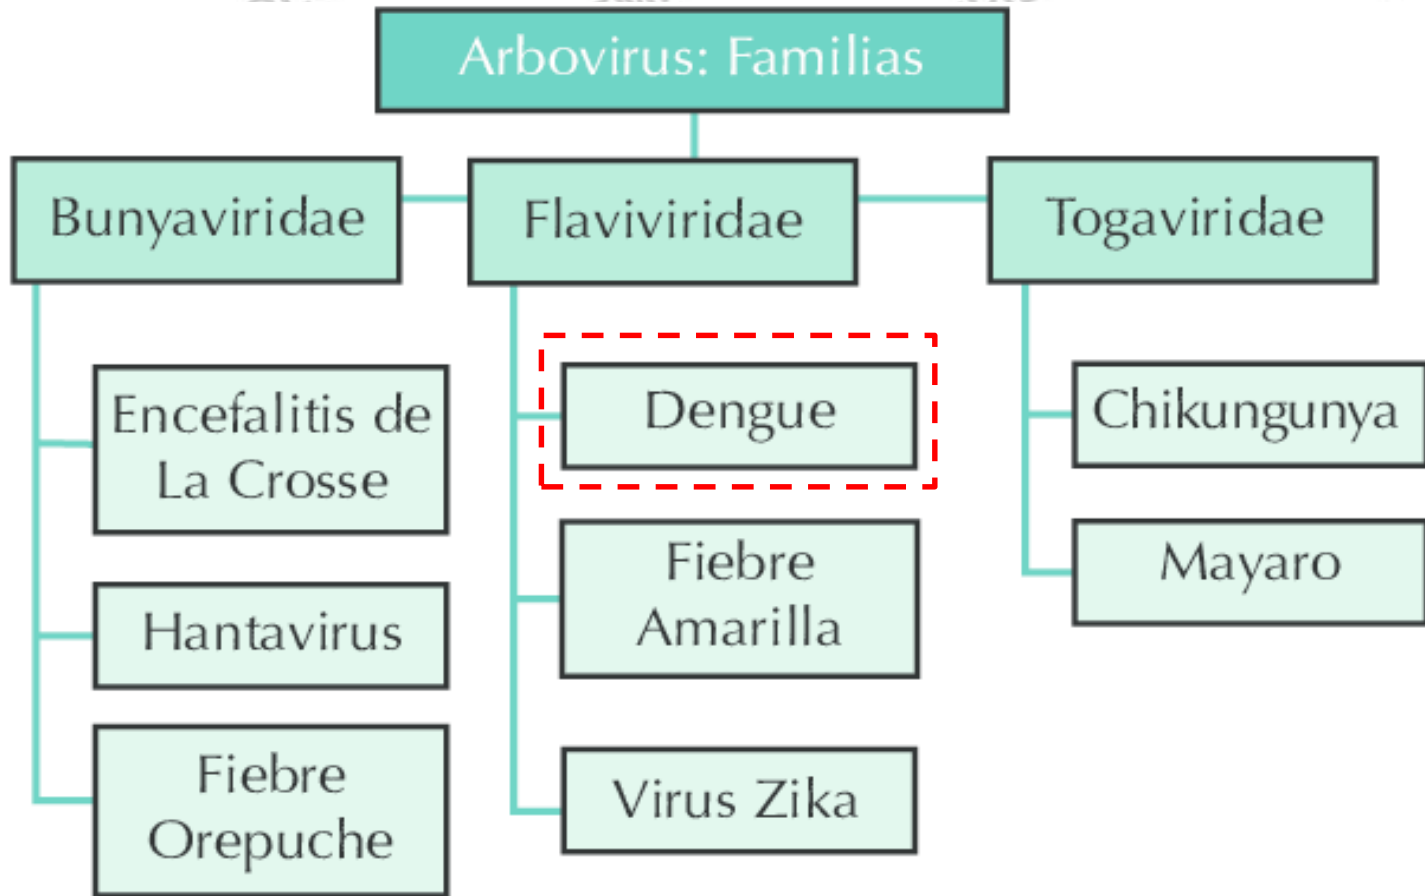 Arbovirus: Familias
Bunyaviridae
Flaviviridae
Togaviridae
Encefalitis de
La Crosse
Hantavirus
Fiebre
Orepuche
Dengue
Fiebre
Amarilla
Virus Zika
Chikungunya
Mayaro